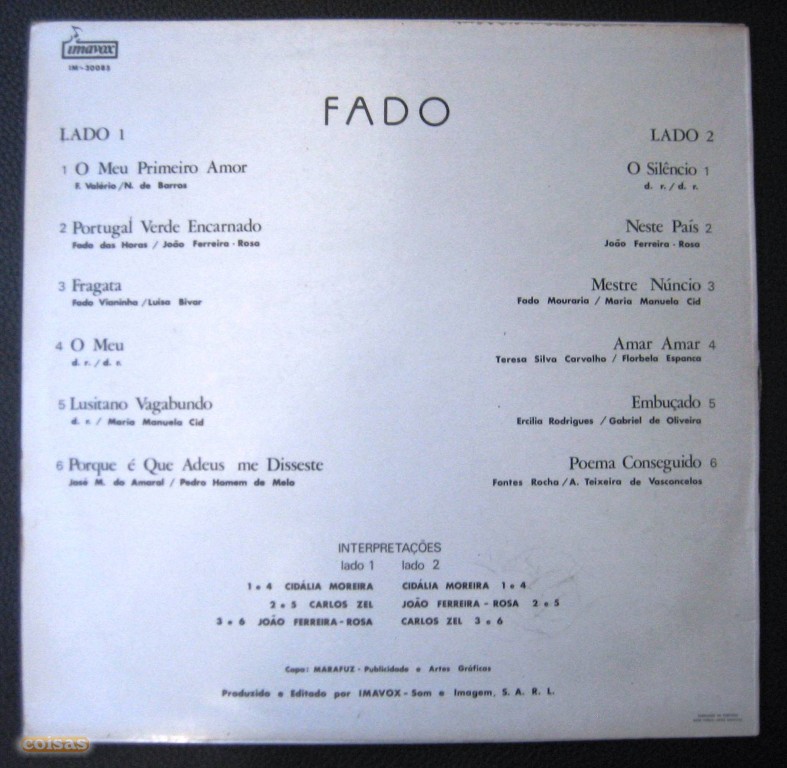 imavox
IM-30085
FADO
LADO 1
1 O Meu Primeiro Amor
F. Valério / N. de Barros
2 Portugal Verde Encarnado
Fado das Horas / João Ferreira - Rosa
3 Fragata
Fado Vianinha / Luisa Bivar
4 O Meu
d. r. / d. r.
5 Lusitano Vagabundo
d. r. / Maria Manuela Cid
6 Porque é Que Adeus me Disseste
José M. do Amaral / Pedro Homem de Melo
LADO 2
O Silêncio 1
d. r. / d. r.
Neste País 2
João Ferreira - Rosa
Mestre Núncio 3
Fado Mouraria / Maria Manuela Cid
Amar Amar 4
Teresa Silva Carvalho / Florbela Espanca
Embuçado 5
Ercilia Rodrigues / Gabriel de Oliveira
Poema Conseguido 6
Fontes Rocha / A. Teixeira de Vasconcelos
INTERPRETAÇÕES
lado 1 lado 2
1 e 4 CIDÁLIA MOREIRA CIDÁLIA MOREIRA 1 e 4
2 e 5 CARLOS ZEL JOÃO FERREIRA - ROSA 2 e 5
3 e 6 JOÃO FERREIRA - ROSA CARLOS ZEL 3 e 6
Capa: MARAFUZ - Publicidade e Artes Gráficas
Produzido e Editado por IMAVOX - Som e Imagem, S. A. R. L.
coisas